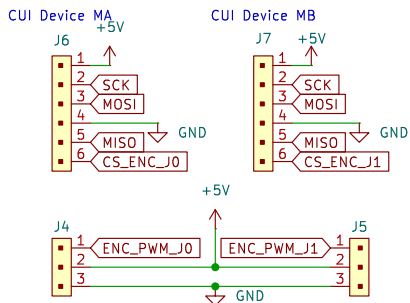 CUI Device MA
CUI Device MB
+5V
+5V
J6
J7
1
2
3
4
5
6
SCK
MOSI
GND
MISO
CS_ENC_J0
1
2
3
4
5
6
SCK
MOSI
GND
MISO
CS_ENC_J1
+5V
J4
J5
1
2
3
ENC_PWM_J0
ENC_PWM_J1
1
2
3
GND